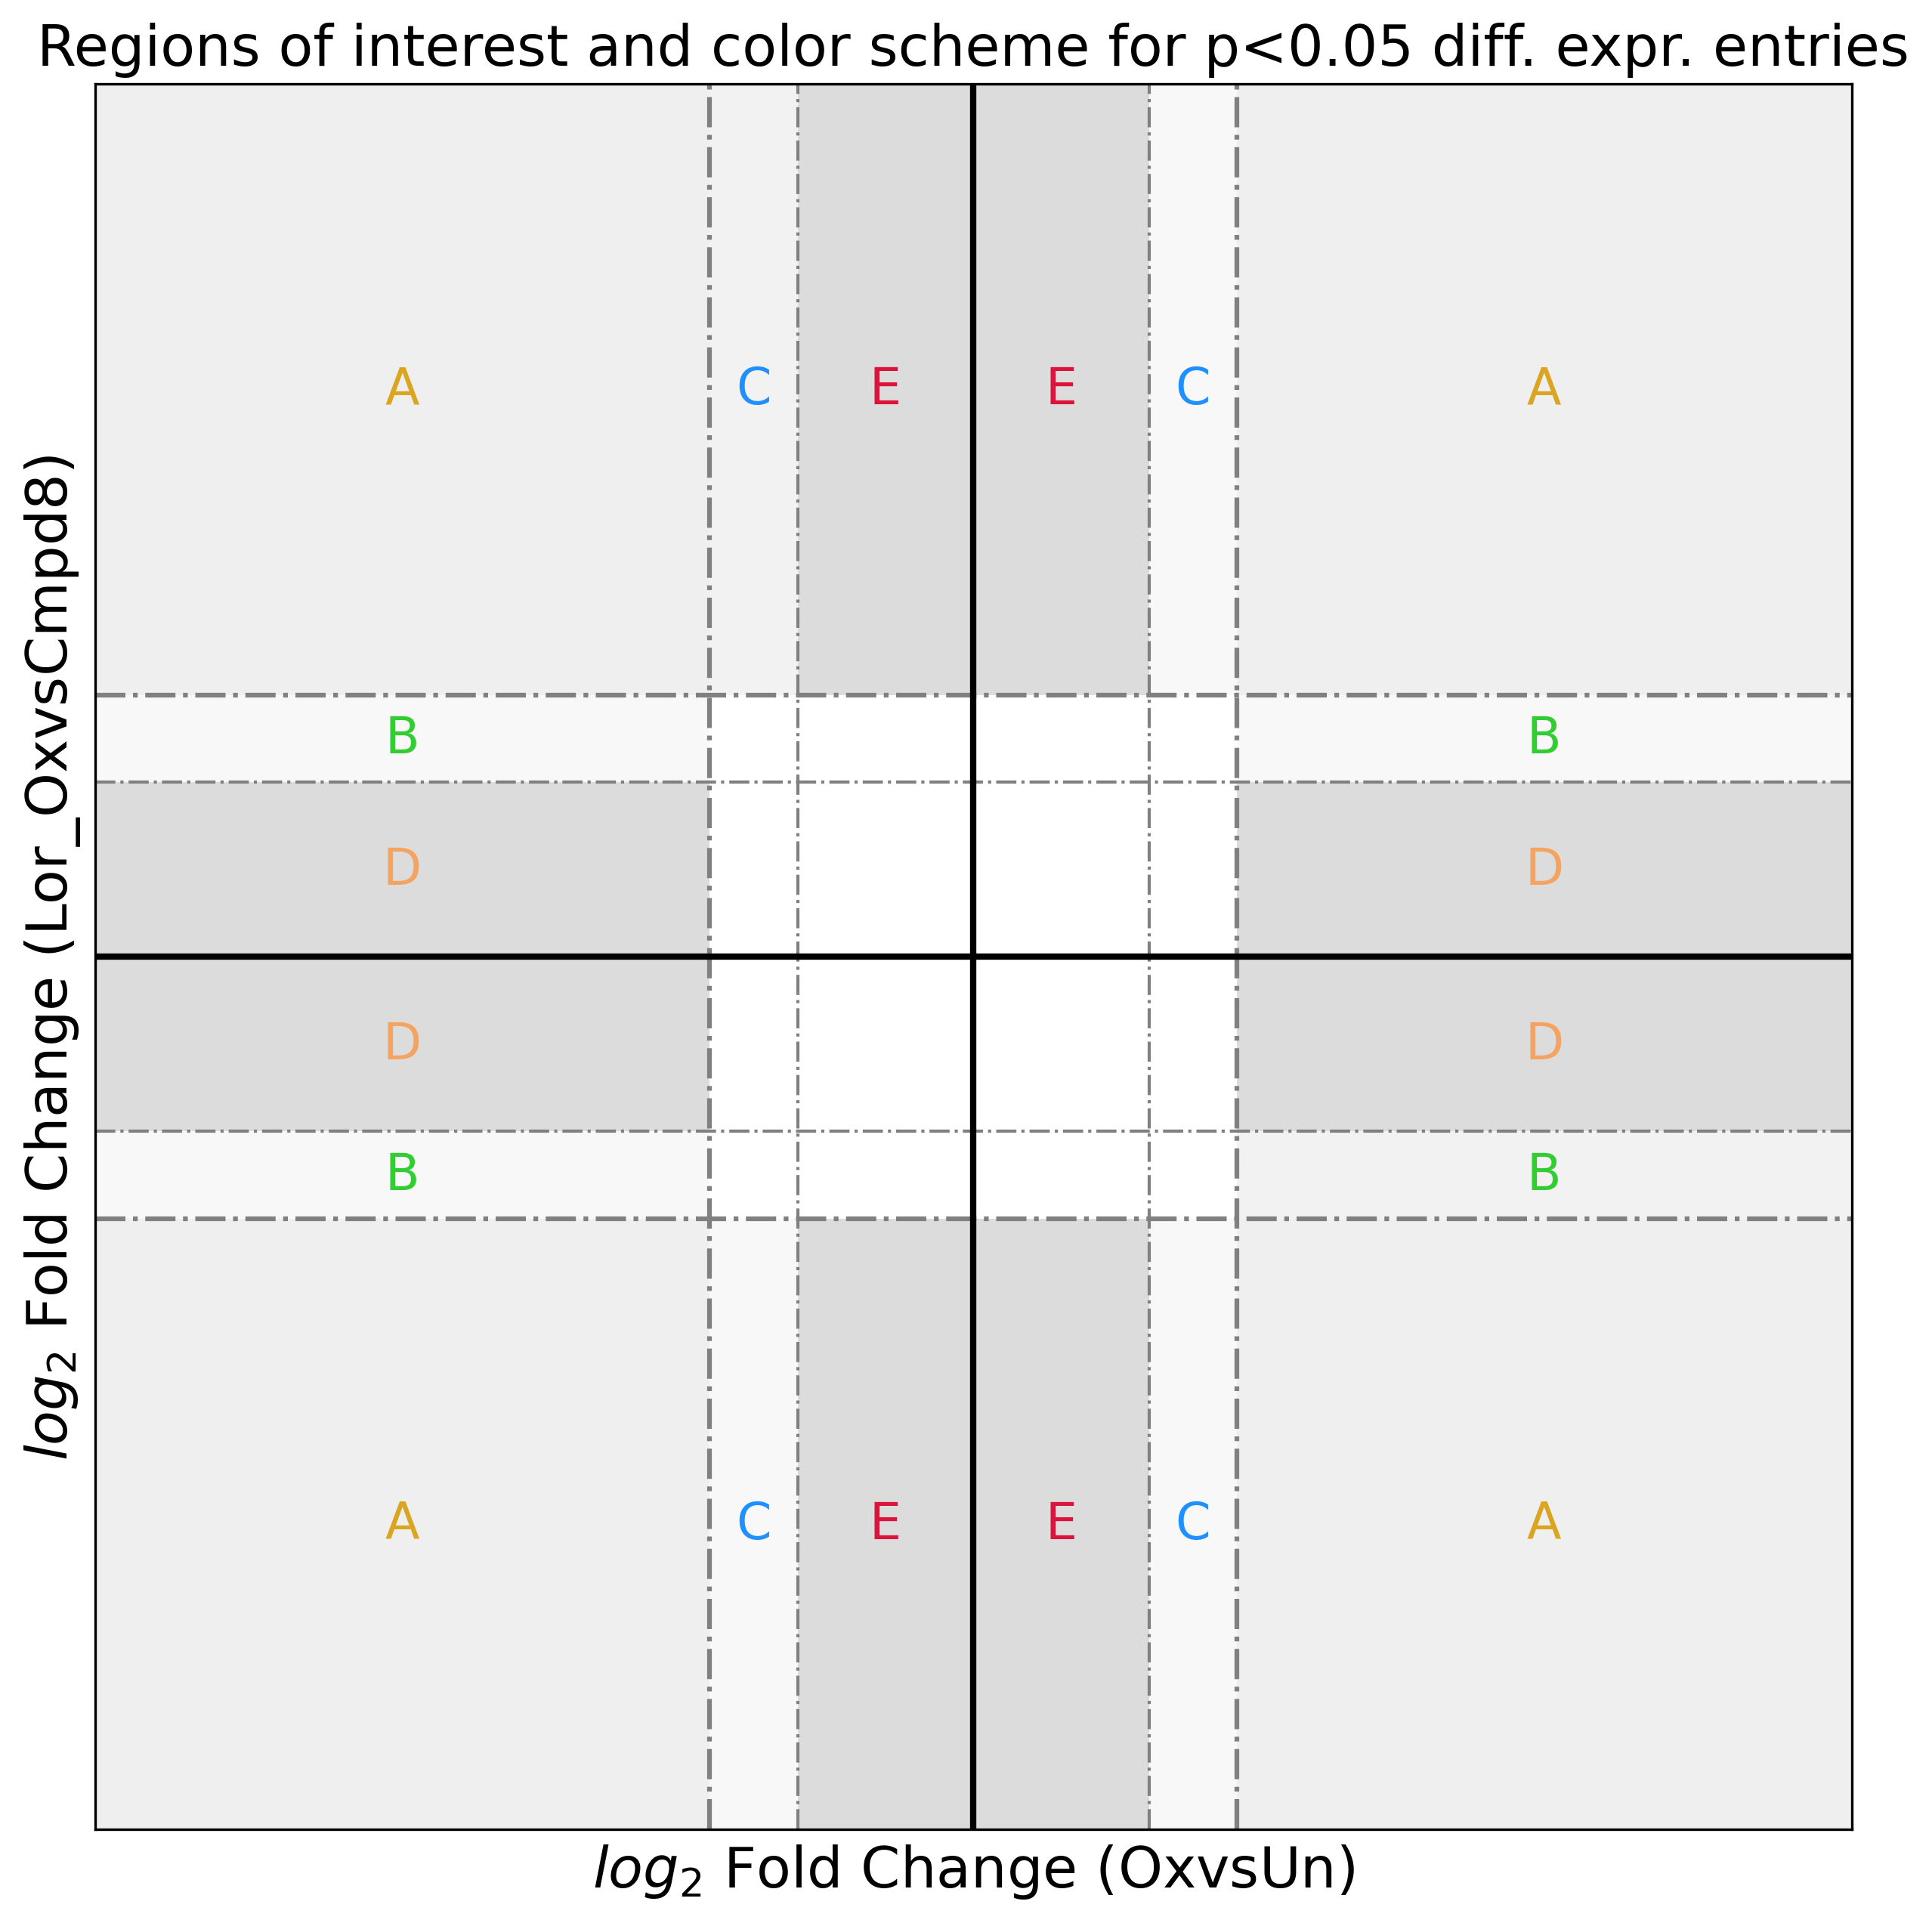 Regions of interest and color scheme for p<0.05 diff. expr. entries
log₂ Fold Change (Lor_OxvsCmpd8)
A C E E C A
B B
D D
D D
B B
A C E E C A
log₂ Fold Change (OxvsUn)